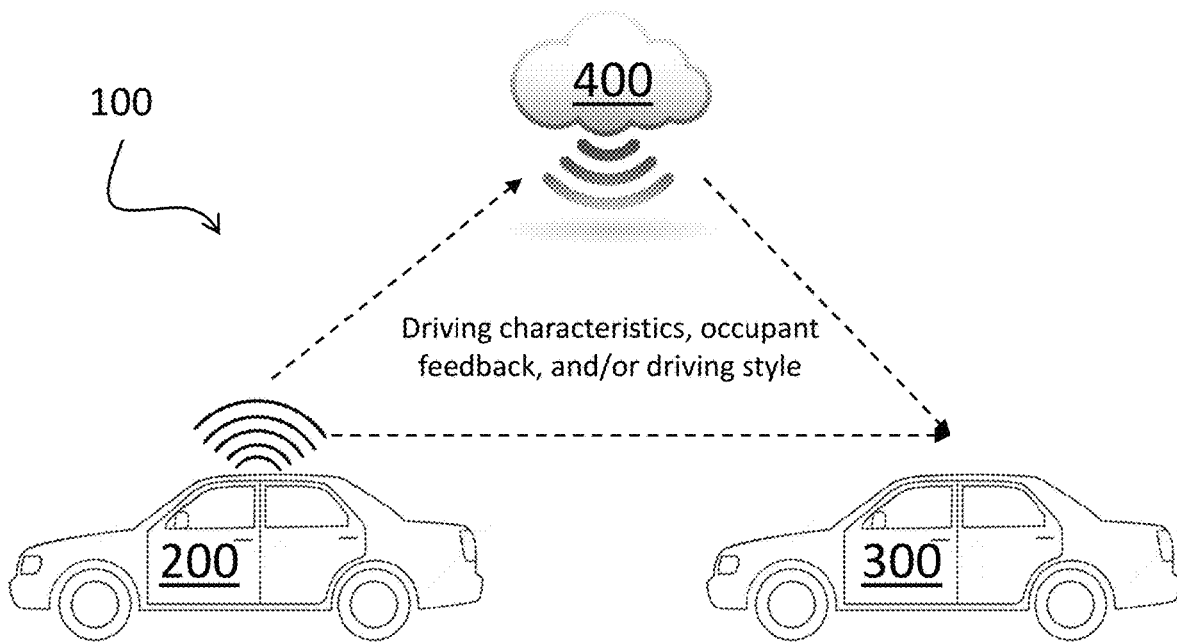 400
100
Driving characteristics, occupant
feedback, and/or driving style
200
300